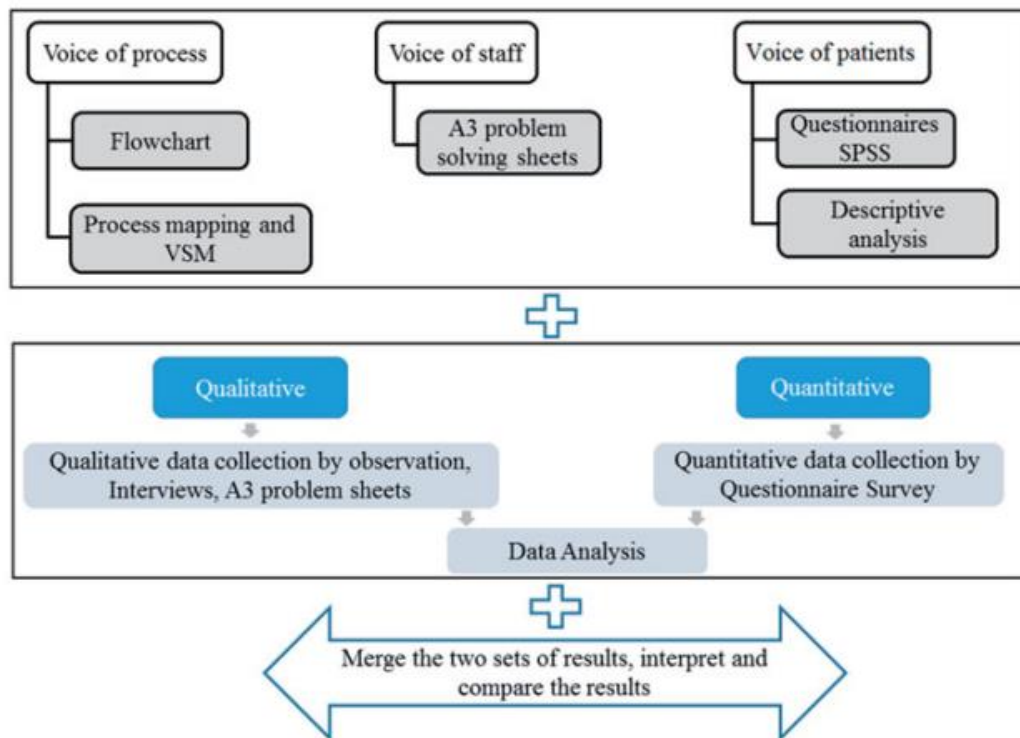 Voice of process
Flowchart
Process mapping and
VSM
Voice of staff
A3 problem
solving sheets
Voice of patients
Questionnaires
SPSS
Descriptive
analysis
Qualitative
Qualitative data collection by observation,
Interviews, A3 problem sheets
Quantitative
Quantitative data collection by
Questionnaire Survey
Data Analysis
Merge the two sets of results, interpret and
compare the results